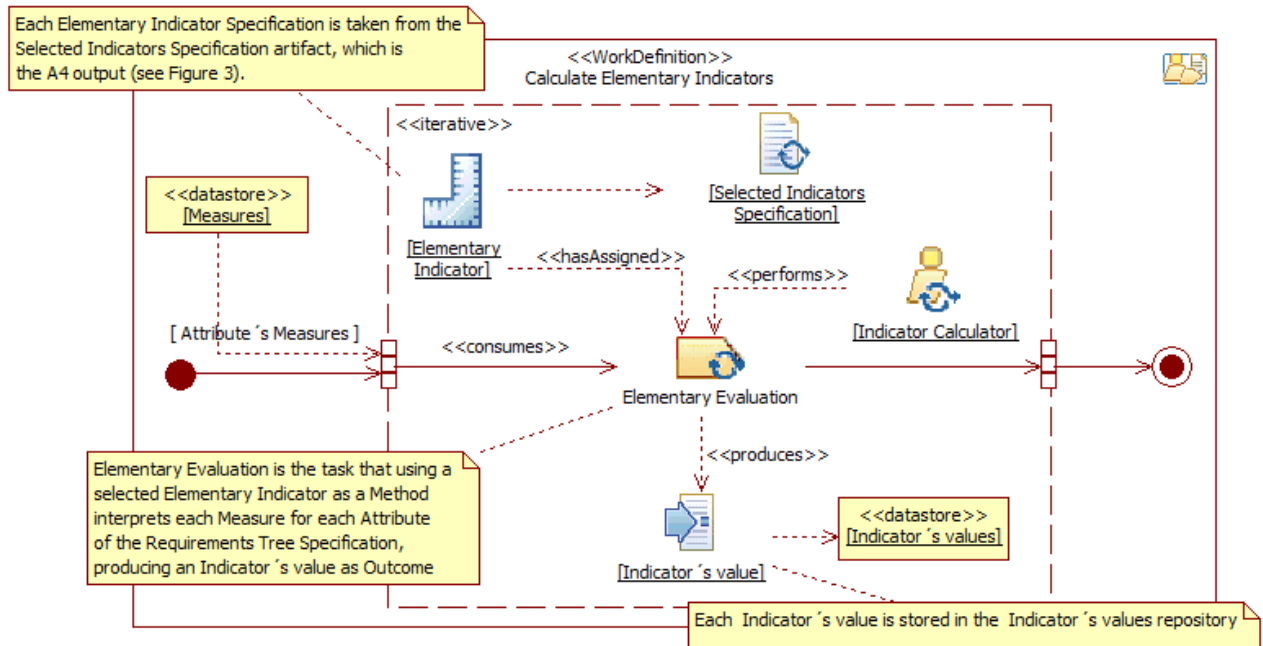 Each Elementary Indicator Specification is taken from the
Selected Indicators Specification artifact, which is
the A4 output (see Figure 3).
<<WorkDefinition>>
Calculate Elementary Indicators
<<iterative>>
<<datastore>>
[Measures]
[Selected Indicators
Specification]
[Elementary
Indicator]
<<hasAssigned>>
<<performs>>
[Indicator Calculator]
[ Attribute ´s Measures ]
<<consumes>>
Elementary Evaluation
<<produces>>
Elementary Evaluation is the task that using a
selected Elementary Indicator as a Method
interprets each Measure for each Attribute
of the Requirements Tree Specification,
producing an Indicator ´s value as Outcome
<<datastore>>
[Indicator ´s values]
[Indicator ´s value]
Each  Indicator ´s value is stored in the  Indicator ´s values repository